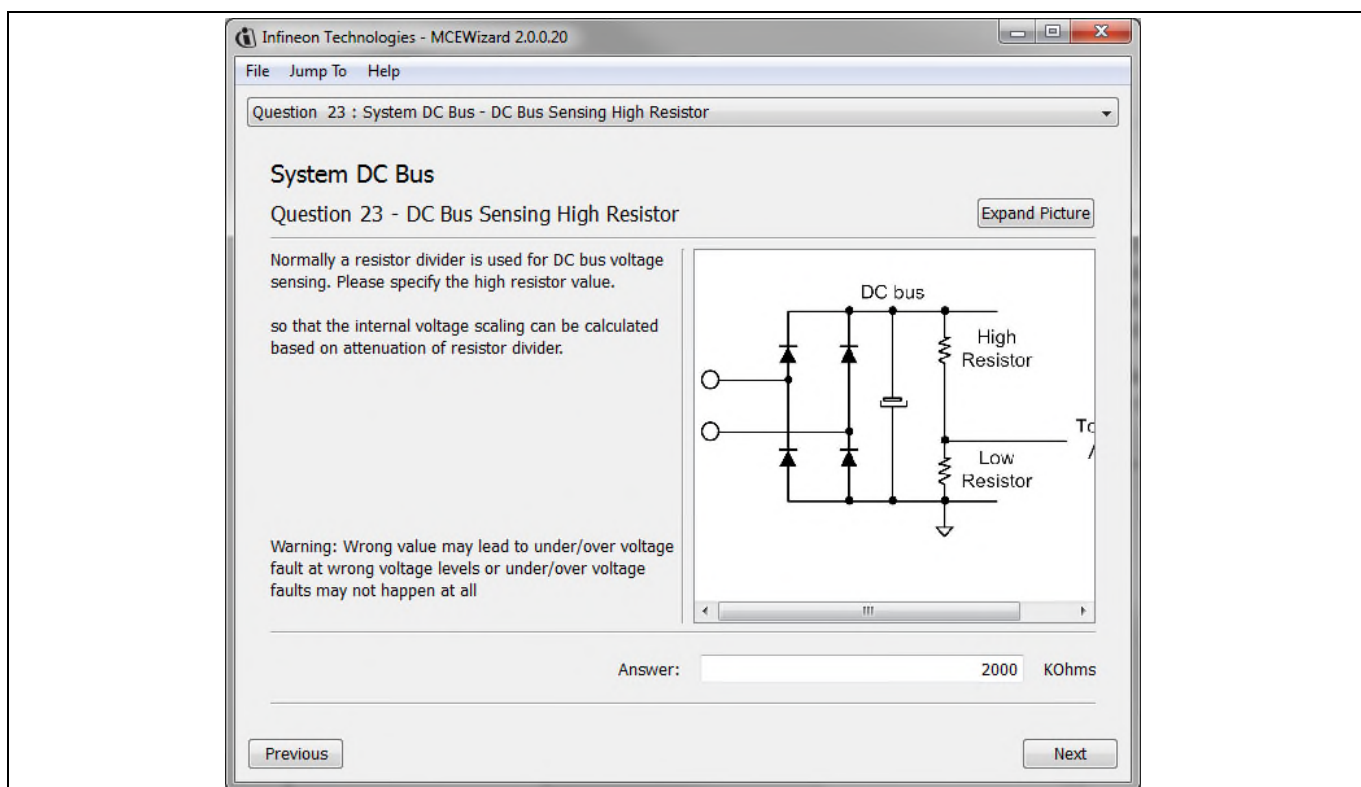 Infineon Technologies - MCEWizard 2.0.0.20
File Jump To Help
Question 23 : System DC Bus - DC Bus Sensing High Resistor
System DC Bus
Question 23 - DC Bus Sensing High Resistor
Expand Picture
Normally a resistor divider is used for DC bus voltage
sensing. Please specify the high resistor value.
so that the internal voltage scaling can be calculated
based on attenuation of resistor divider.
Warning: Wrong value may lead to under/over voltage
fault at wrong voltage levels or under/over voltage
faults may not happen at all
DC bus
High
Resistor
Low
Resistor
Answer:
2000 KOhms
Previous
Next